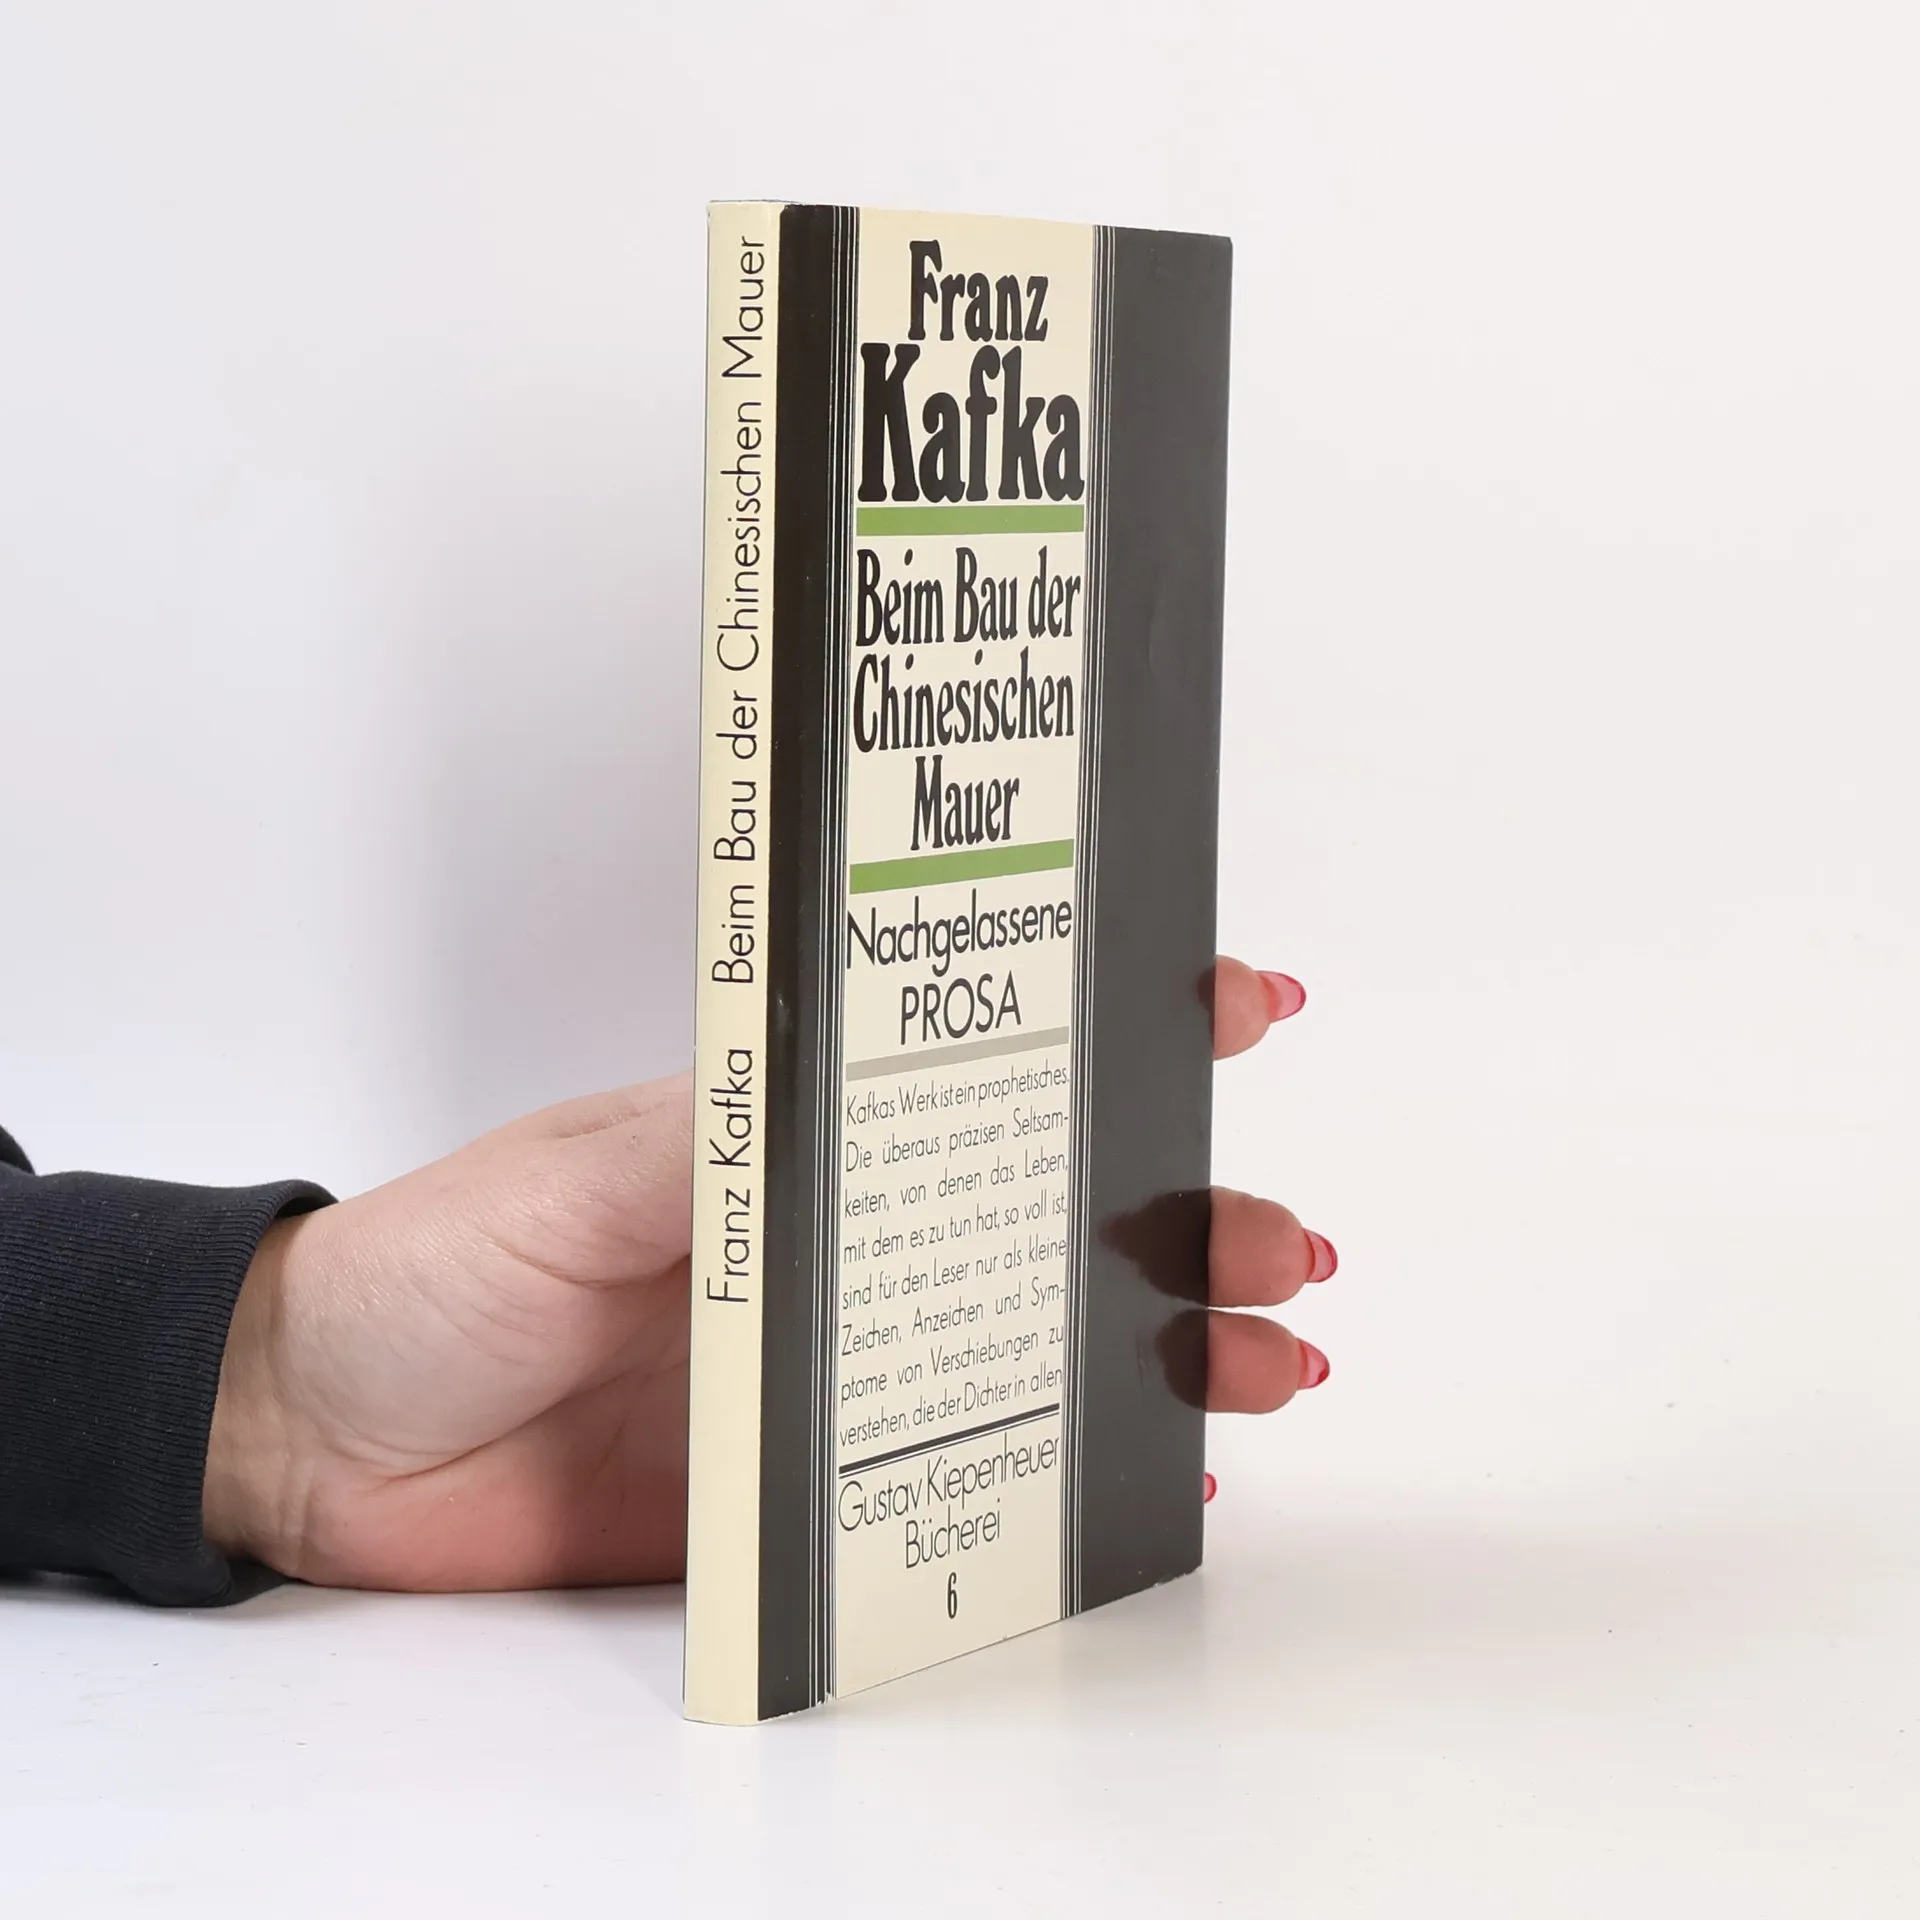 Franz Kafka Beim Bau der Chinesischen Mauer
Franz
Kafka
Beim Bau der
Chinesischen
Mauer
Nachgelassene
PROSA
Kafkas Werk ist ein prophetisches.
Die überaus präzisen Seltsam-
keiten, von denen das Leben,
mit dem es zu tun hat, so voll ist,
sind für den Leser nur als kleine
Zeichen, Anzeichen und Sym-
ptome von Verschiebungen zu
verstehen, die der Dichter in allen
Gustav Kiepenheuer
Bücherei
6